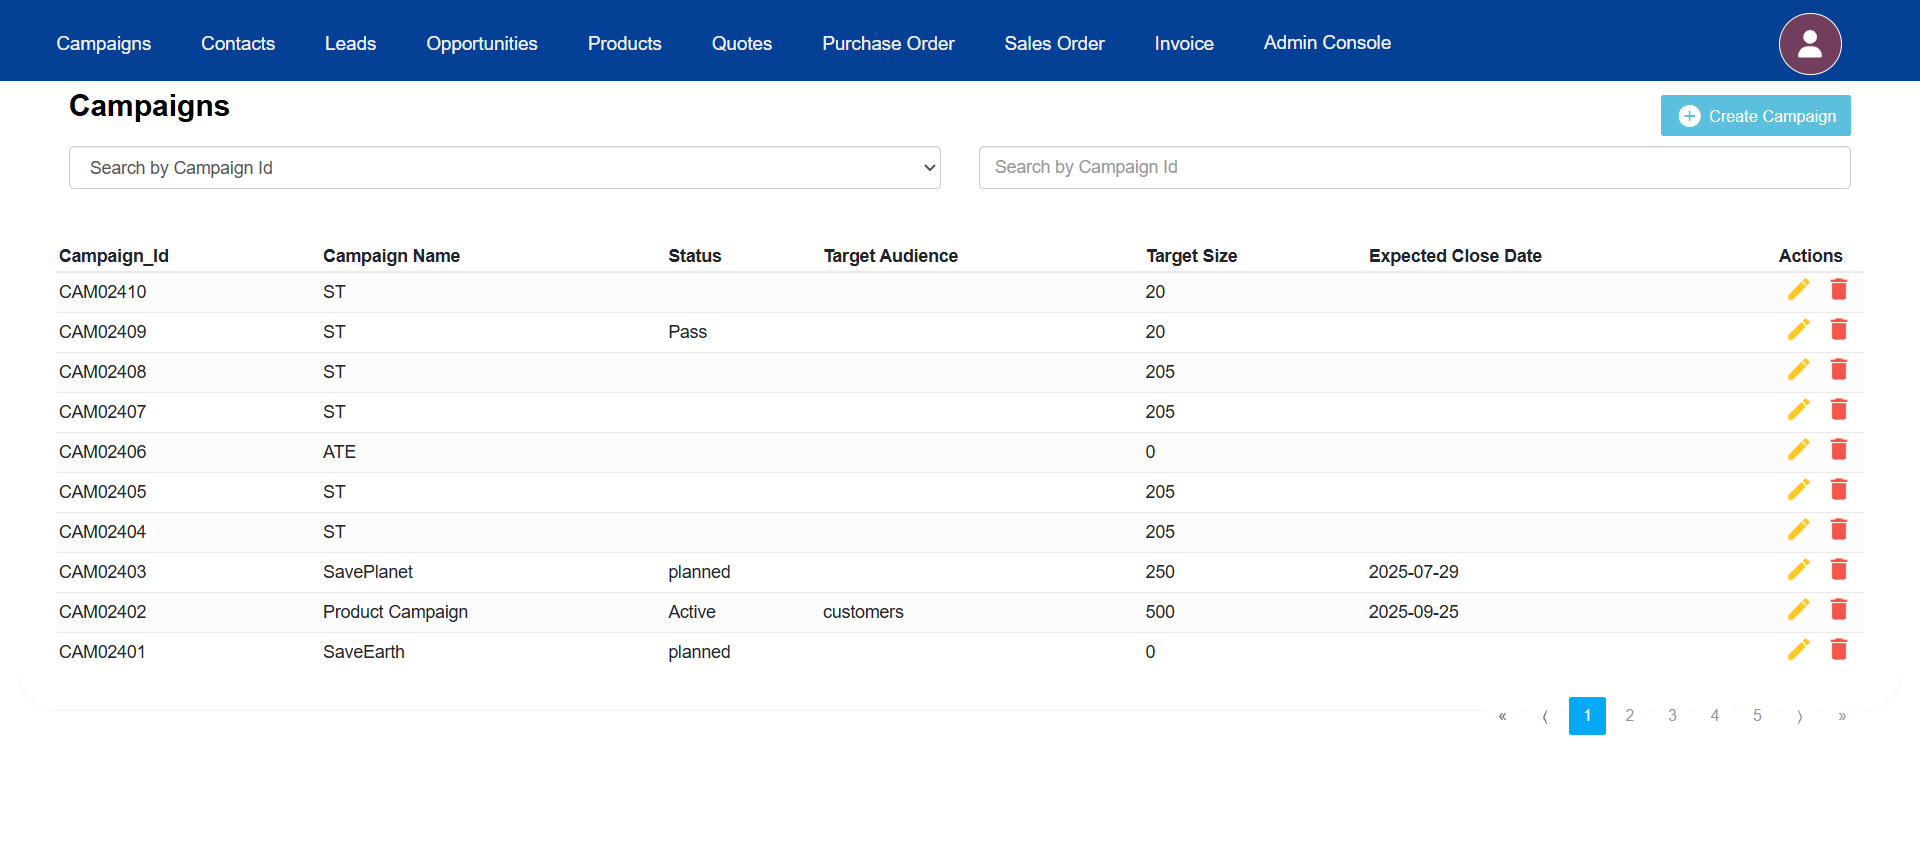 Campaigns Contacts Leads Opportunities Products Quotes Purchase Order Sales Order Invoice Admin Console
Campaigns
Create Campaign
Search by Campaign Id Search by Campaign Id
Campaign_Id Campaign Name Status Target Audience Target Size Expected Close Date Actions
CAM02410 ST 20
CAM02409 ST Pass 20
CAM02408 ST 205
CAM02407 ST 205
CAM02406 ATE 0
CAM02405 ST 205
CAM02404 ST 205
CAM02403 SavePlanet planned 250 2025-07-29
CAM02402 Product Campaign Active customers 500 2025-09-25
CAM02401 SaveEarth planned 0
« ⟨ 1 2 3 4 5 ⟩ »